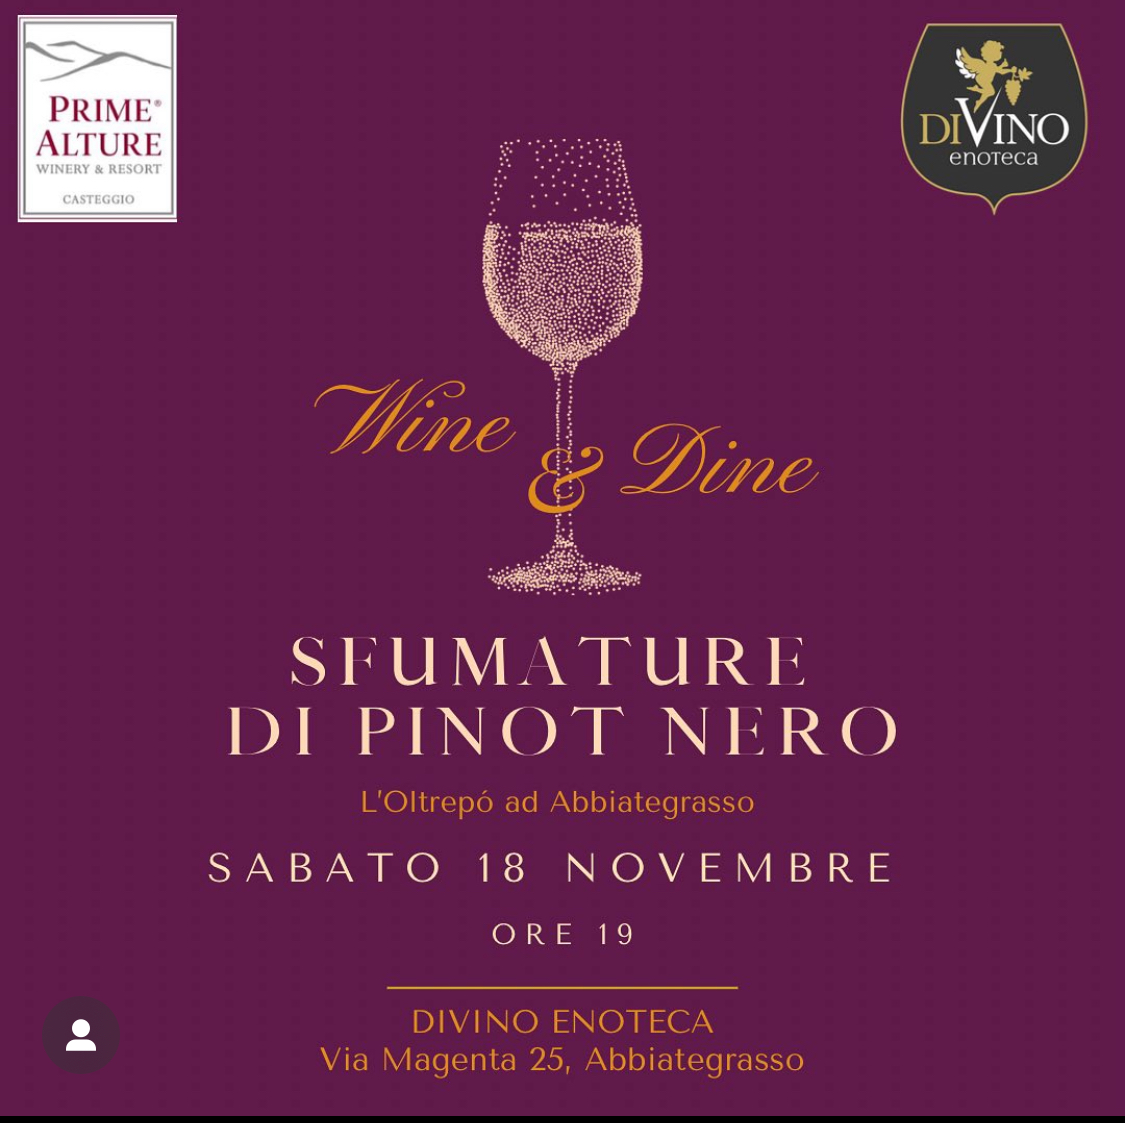 PRIME®
ALTURE
WINERY & RESORT
CASTEGGIO
DIVINO
enoteca
Wine & Dine
SFUMATURE
DI PINOT NERO
L'Oltrepó ad Abbiategrasso
SABATO 18 NOVEMBRE
ORE 19
DIVINO ENOTECA
Via Magenta 25, Abbiategrasso